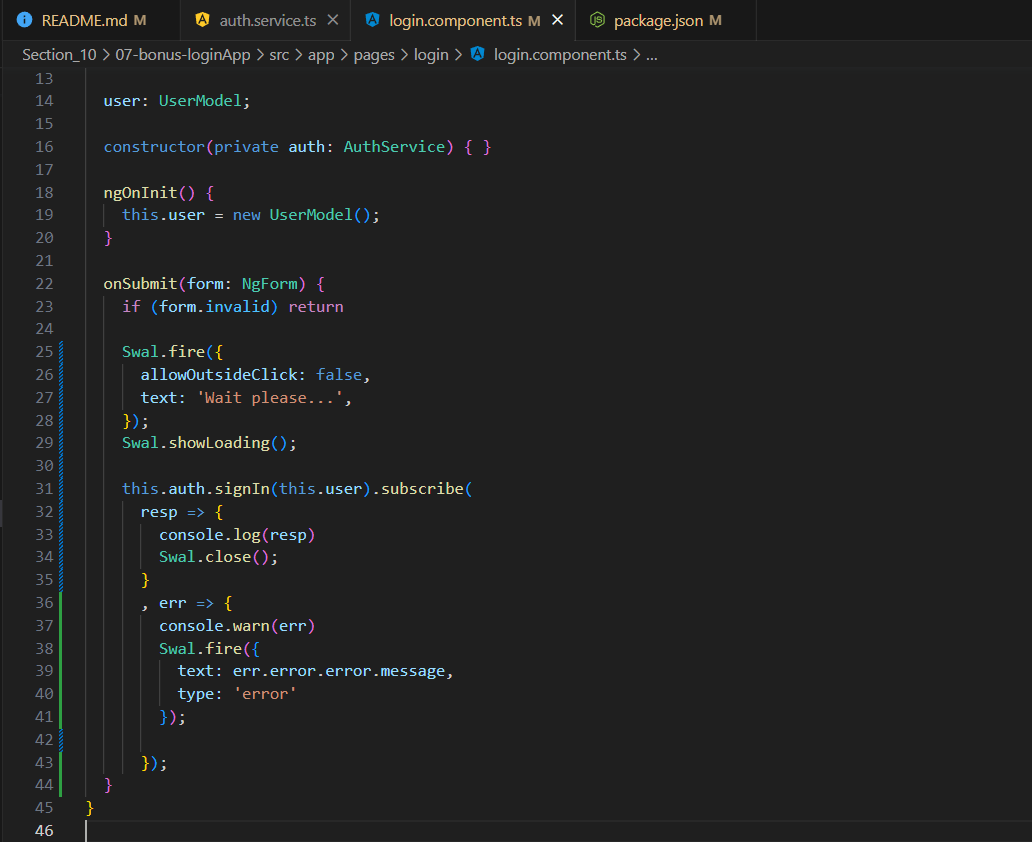 README.md M auth.service.ts login.component.ts M package.json M
Section_10 > 07-bonus-loginApp > src > app > pages > login > login.component.ts > ...
13
14 user: UserModel;
15
16 constructor(private auth: AuthService) { }
17
18 ngOnInit() {
19 this.user = new UserModel();
20 }
21
22 onSubmit(form: NgForm) {
23 if (form.invalid) return
24
25 Swal.fire({
26 allowOutsideClick: false,
27 text: 'Wait please...',
28 });
29 Swal.showLoading();
30
31 this.auth.signIn(this.user).subscribe(
32 resp => {
33 console.log(resp)
34 Swal.close();
35 }
36 , err => {
37 console.warn(err)
38 Swal.fire({
39 text: err.error.error.message,
40 type: 'error'
41 });
42
43 });
44 }
45 }
46